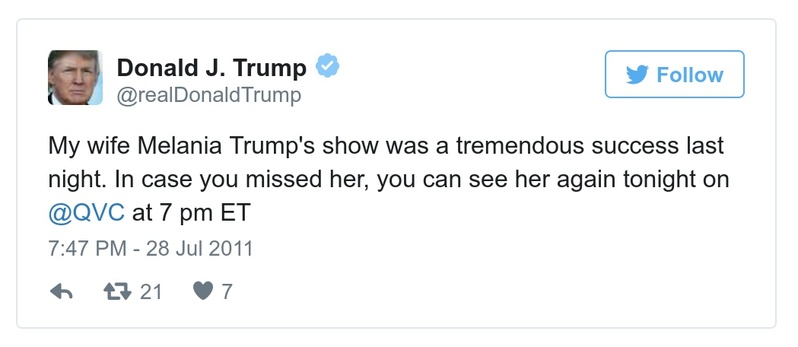 Donald J. Trump
@realDonaldTrump
Follow
My wife Melania Trump's show was a tremendous success last
night. In case you missed her, you can see her again tonight on
@QVC at 7 pm ET
7:47 PM - 28 Jul 2011
21 7